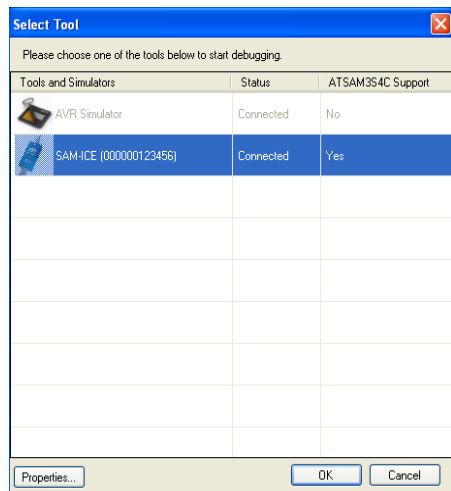 Select Tool
Please choose one of the tools below to start debugging.
Tools and Simulators Status ATSAM3S4C Support
AVR Simulator Connected No
SAM-ICE (000000123456) Connected Yes
Properties... OK Cancel